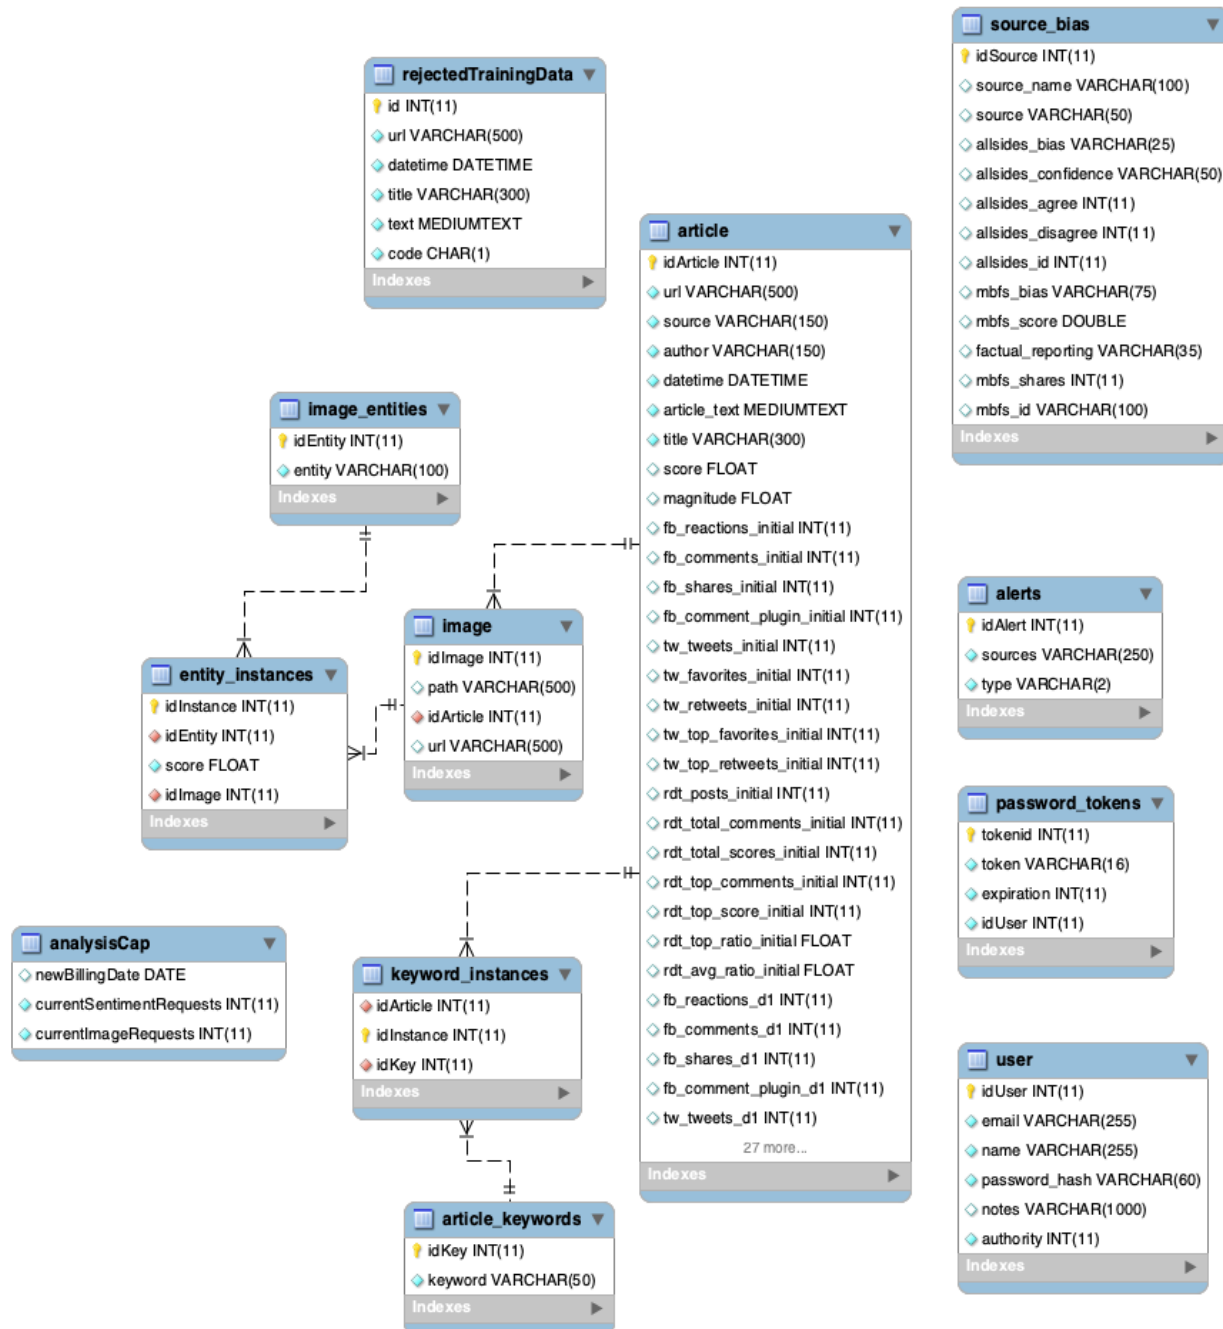 rejectedTrainingData
id INT(11)
url VARCHAR(500)
datetime DATETIME
title VARCHAR(300)
text MEDIUMTEXT
code CHAR(1)
Indexes
source_bias
idSource INT(11)
source_name VARCHAR(100)
source VARCHAR(50)
allsides_bias VARCHAR(25)
allsides_confidence VARCHAR(50)
allsides_agree INT(11)
allsides_disagree INT(11)
allsides_id INT(11)
mbfs_bias VARCHAR(75)
mbfs_score DOUBLE
factual_reporting VARCHAR(35)
mbfs_shares INT(11)
mbfs_id VARCHAR(100)
Indexes
article
idArticle INT(11)
url VARCHAR(500)
source VARCHAR(150)
author VARCHAR(150)
datetime DATETIME
article_text MEDIUMTEXT
title VARCHAR(300)
score FLOAT
magnitude FLOAT
fb_reactions_initial INT(11)
fb_comments_initial INT(11)
fb_shares_initial INT(11)
fb_comment_plugin_initial INT(11)
tw_tweets_initial INT(11)
tw_favorites_initial INT(11)
tw_retweets_initial INT(11)
tw_top_favorites_initial INT(11)
tw_top_retweets_initial INT(11)
rdt_posts_initial INT(11)
rdt_total_comments_initial INT(11)
rdt_total_scores_initial INT(11)
rdt_top_comments_initial INT(11)
rdt_top_score_initial INT(11)
rdt_top_ratio_initial FLOAT
rdt_avg_ratio_initial FLOAT
fb_reactions_d1 INT(11)
fb_comments_d1 INT(11)
fb_shares_d1 INT(11)
fb_comment_plugin_d1 INT(11)
tw_tweets_d1 INT(11)
27 more...
Indexes
image_entities
idEntity INT(11)
entity VARCHAR(100)
Indexes
image
idImage INT(11)
path VARCHAR(500)
idArticle INT(11)
url VARCHAR(500)
Indexes
entity_instances
idInstance INT(11)
idEntity INT(11)
score FLOAT
idImage INT(11)
Indexes
alerts
idAlert INT(11)
sources VARCHAR(250)
type VARCHAR(2)
Indexes
password_tokens
tokenid INT(11)
token VARCHAR(16)
expiration INT(11)
idUser INT(11)
Indexes
analysisCap
newBillingDate DATE
currentSentimentRequests INT(11)
currentImageRequests INT(11)
keyword_instances
idArticle INT(11)
idInstance INT(11)
idKey INT(11)
Indexes
user
idUser INT(11)
email VARCHAR(255)
name VARCHAR(255)
password_hash VARCHAR(60)
notes VARCHAR(1000)
authority INT(11)
Indexes
article_keywords
idKey INT(11)
keyword VARCHAR(50)
Indexes